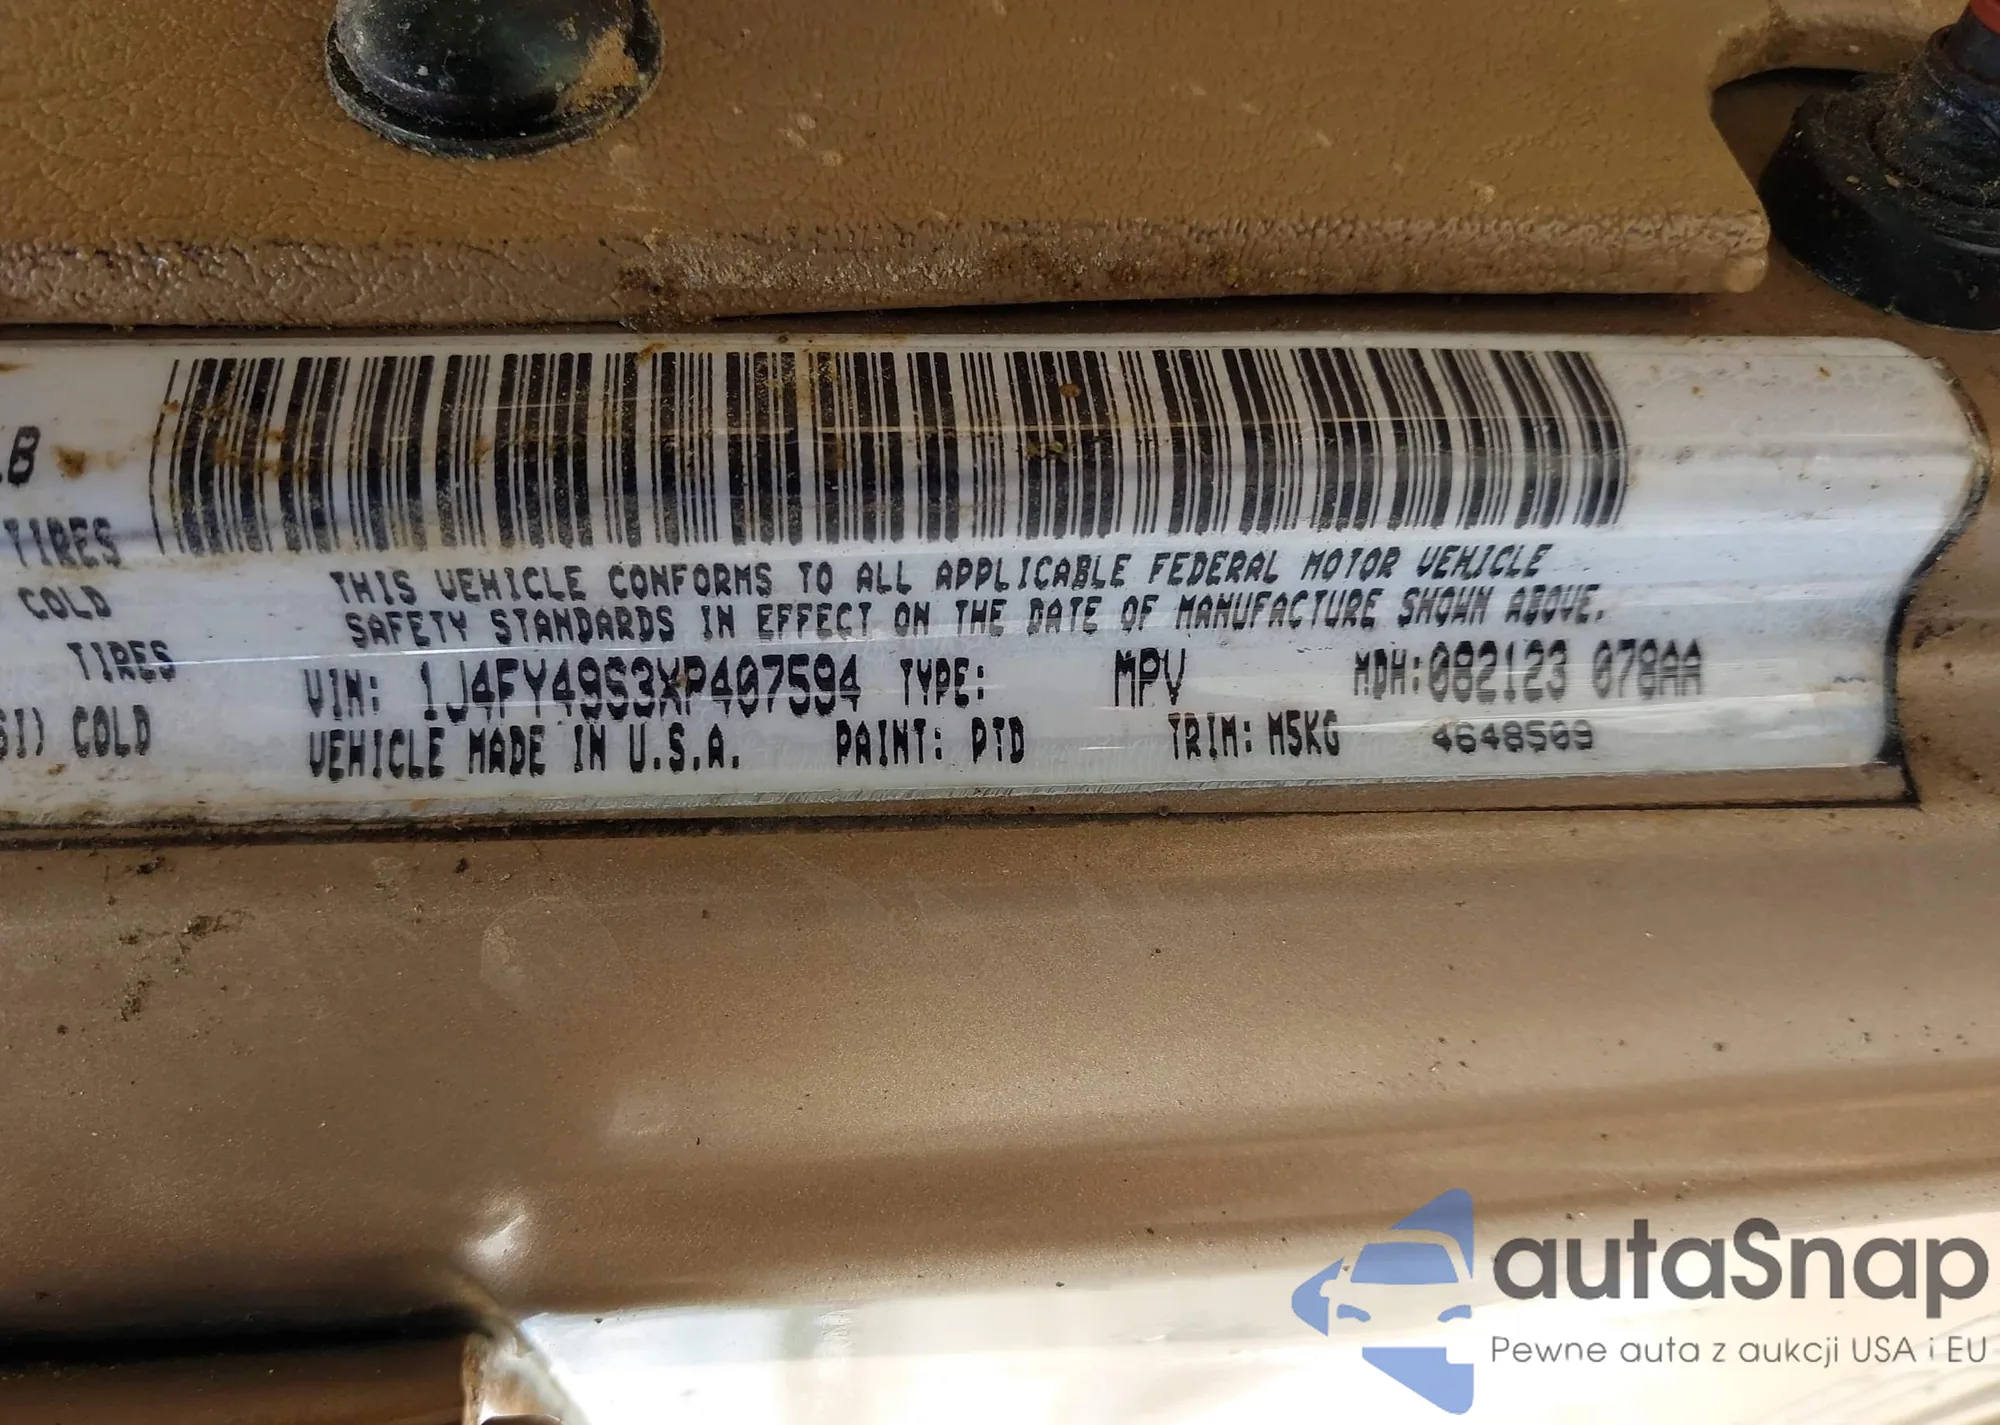 LB
TIRES
COLD
TIRES
SI) COLD
THIS VEHICLE CONFORMS TO ALL APPLICABLE FEDERAL MOTOR VEHICLE
SAFETY STANDARDS IN EFFECT ON THE DATE OF MANUFACTURE SHOWN ABOVE.
VIN: 1J4FY49S3XP407594 TYPE: MPV MDH:082123 078AA
VEHICLE MADE IN U.S.A. PAINT: PTD TRIM: M5KG 4648509
autaSnap
Pewne auta z aukcji USA i EU